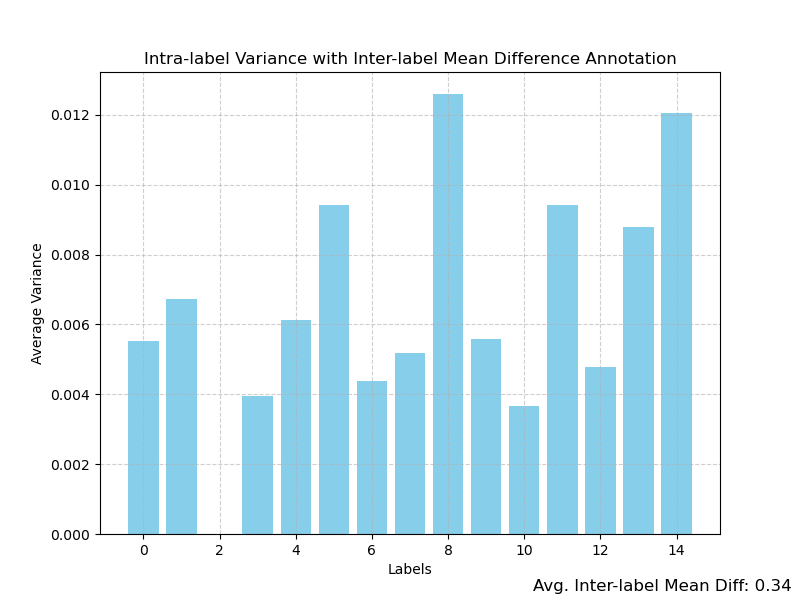 Intra-label Variance with Inter-label Mean Difference Annotation
0.012
0.010
0.008
0.006
0.004
0.002
0.000
Average Variance
0 2 4 6 8 10 12 14
Labels
Avg. Inter-label Mean Diff: 0.34